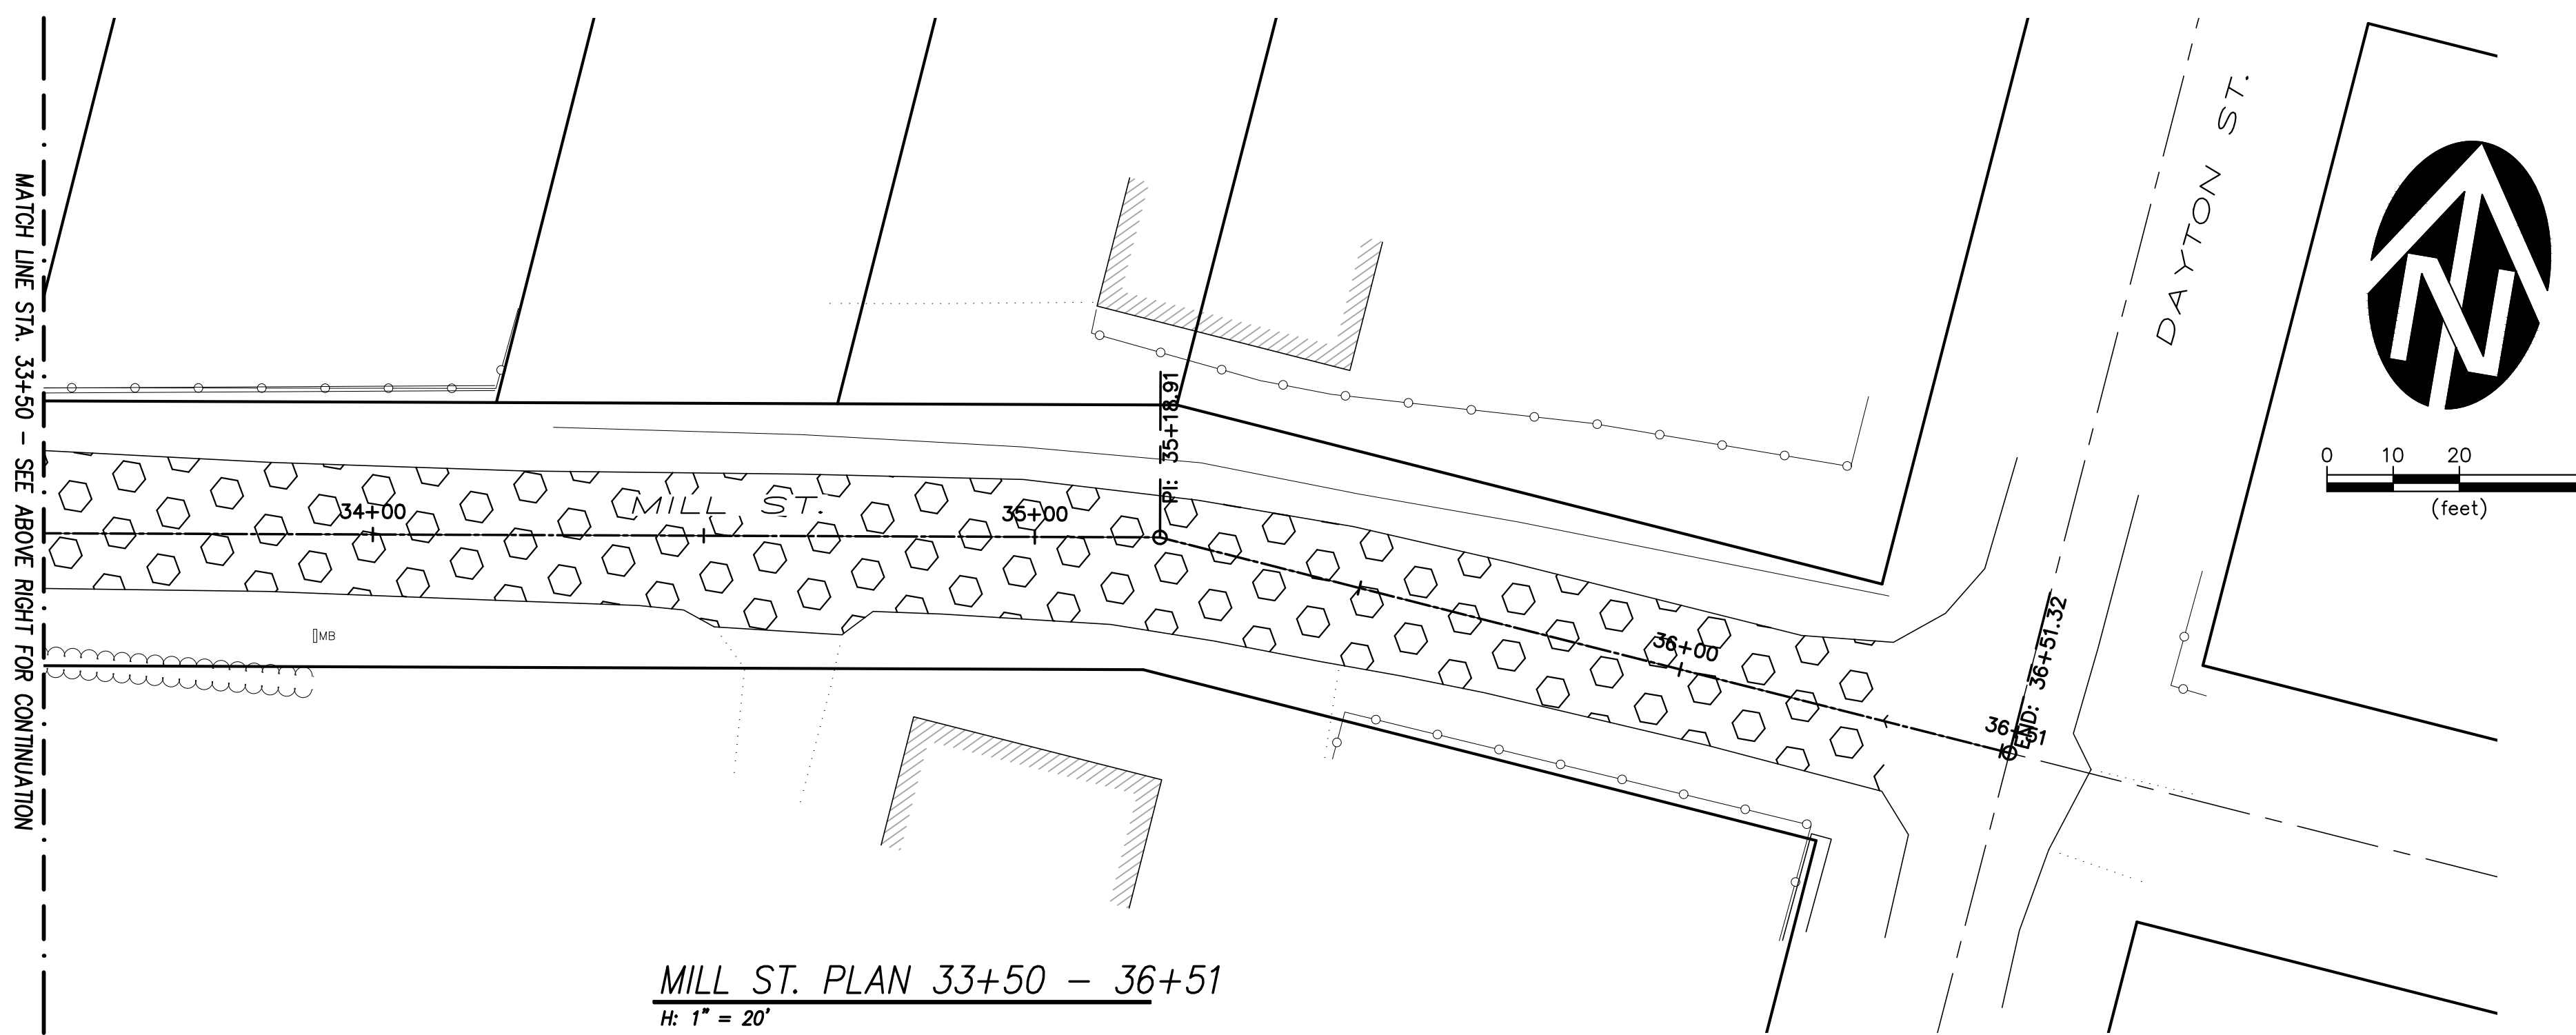 MATCH LINE STA. 33+50 - SEE ABOVE RIGHT FOR CONTINUATION
DAYTON ST.
N
0 10 20
(feet)
PI: 35+18.91
MILL ST.
34+00
35+00
36+00
36+51
END: 36+51.32
MB
MILL ST. PLAN 33+50 - 36+51
H: 1" = 20'